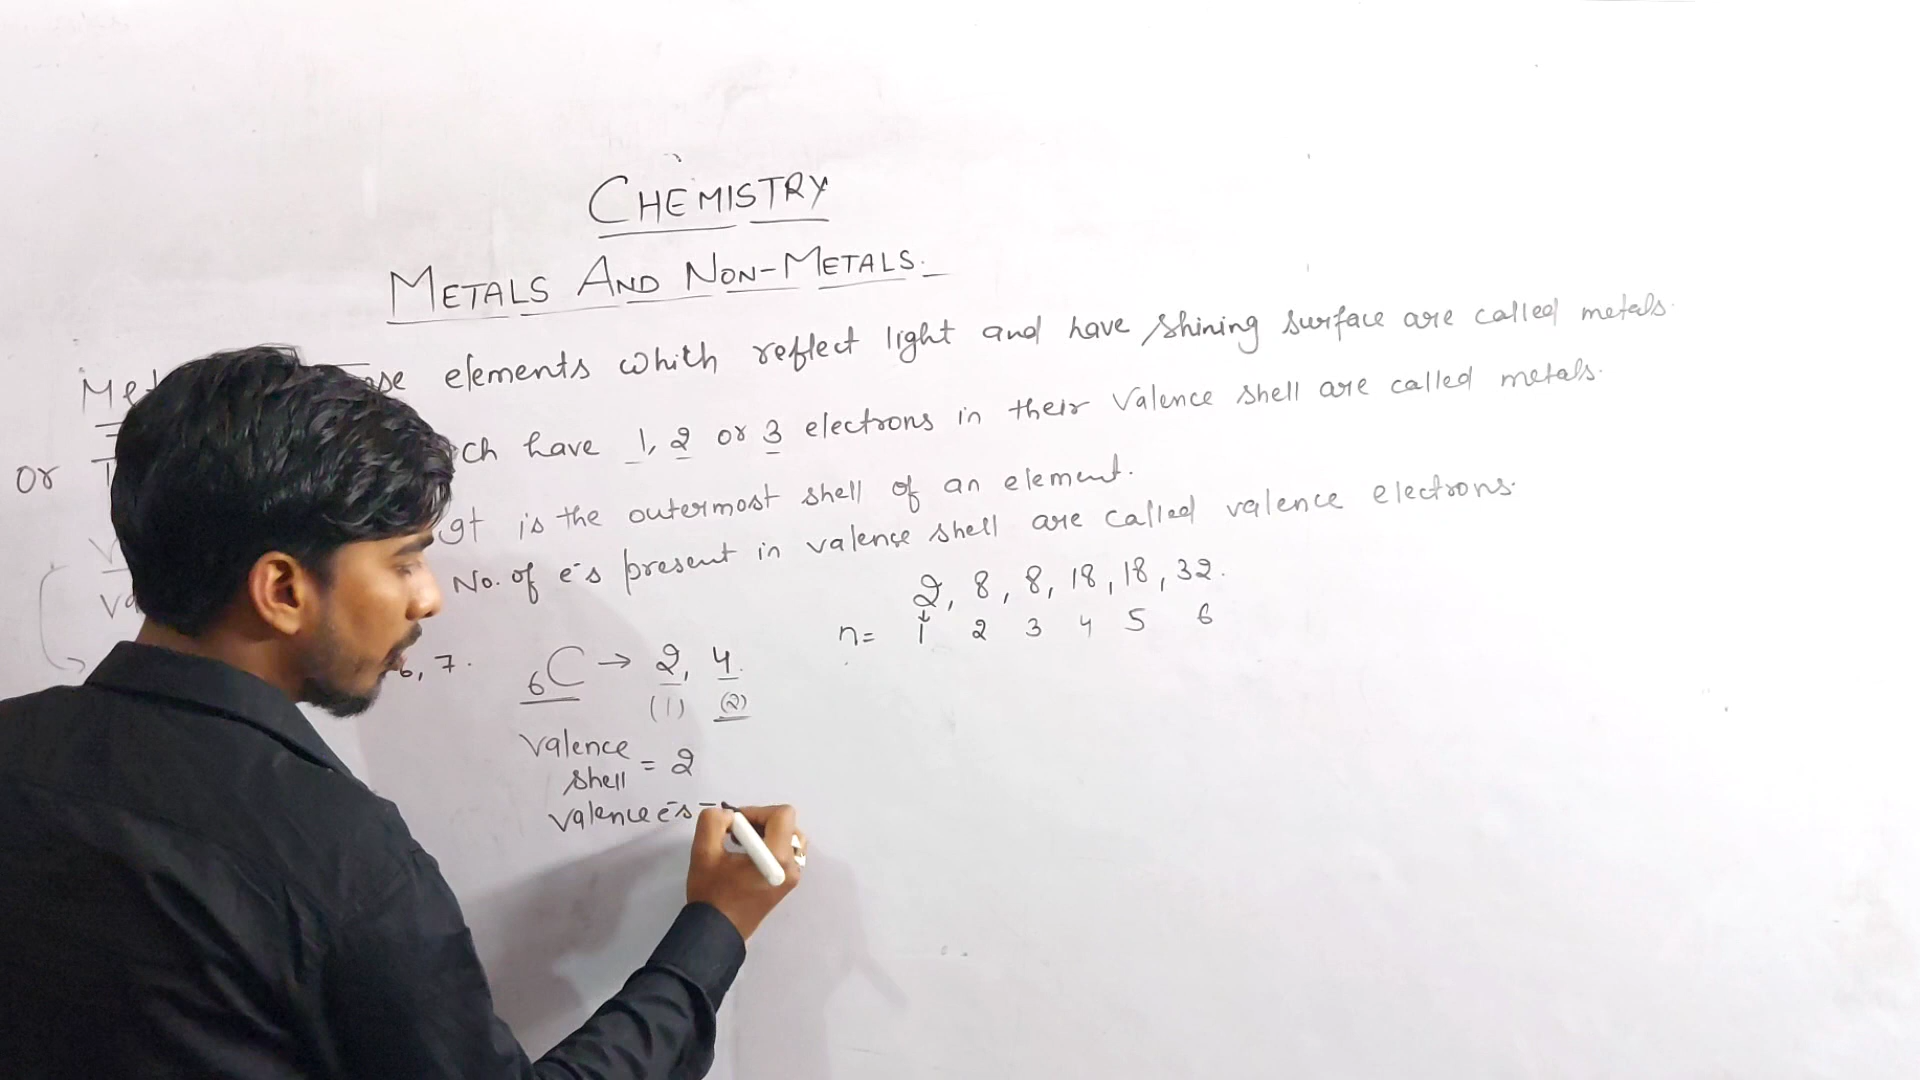 CHEMISTRY
METALS AND NON-METALS.
elements which reflect light and have shining surface are called metals.
or have 1, 2 or 3 electrons in their valence shell are called metals.
It is the outermost shell of an element.
No. of e⁻s present in valence shell are called valence electrons.
2, 8, 8, 18, 18, 32.
n= 1 2 3 4 5 6
6, 7. ₆C → 2, 4.
(1) (2)
Valence shell = 2
valence e⁻s =